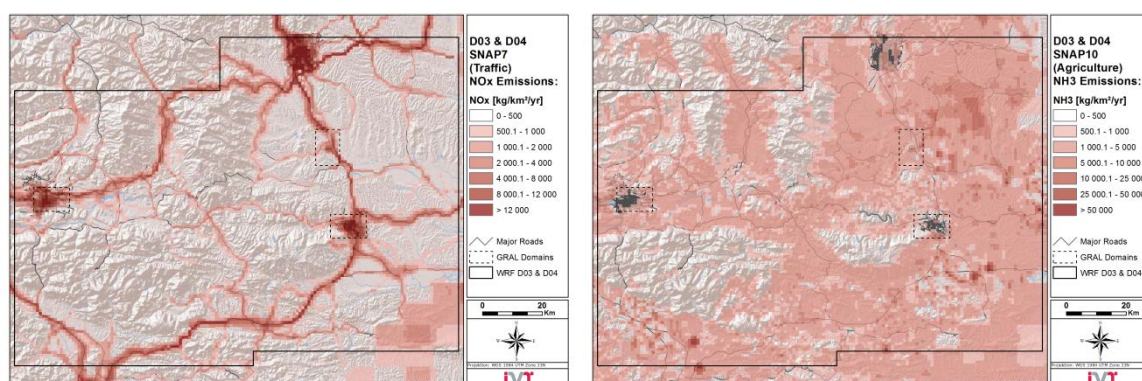 D03 & D04
SNAP7
(Traffic)
NOx Emissions:
NOx [kg/km²/yr]
0 - 500
500.1 - 1 000
1 000.1 - 2 000
2 000.1 - 4 000
4 000.1 - 8 000
8 000.1 - 12 000
> 12 000
Major Roads
GRAL Domains
WRF D03 & D04
0 20
Km
D03 & D04
SNAP10
(Agriculture)
NH3 Emissions:
NH3 [kg/km²/yr]
0 - 500
500.1 - 1 000
1 000.1 - 5 000
5 000.1 - 10 000
10 000.1 - 25 000
25 000.1 - 50 000
> 50 000
Major Roads
GRAL Domains
WRF D03 & D04
0 20
Km